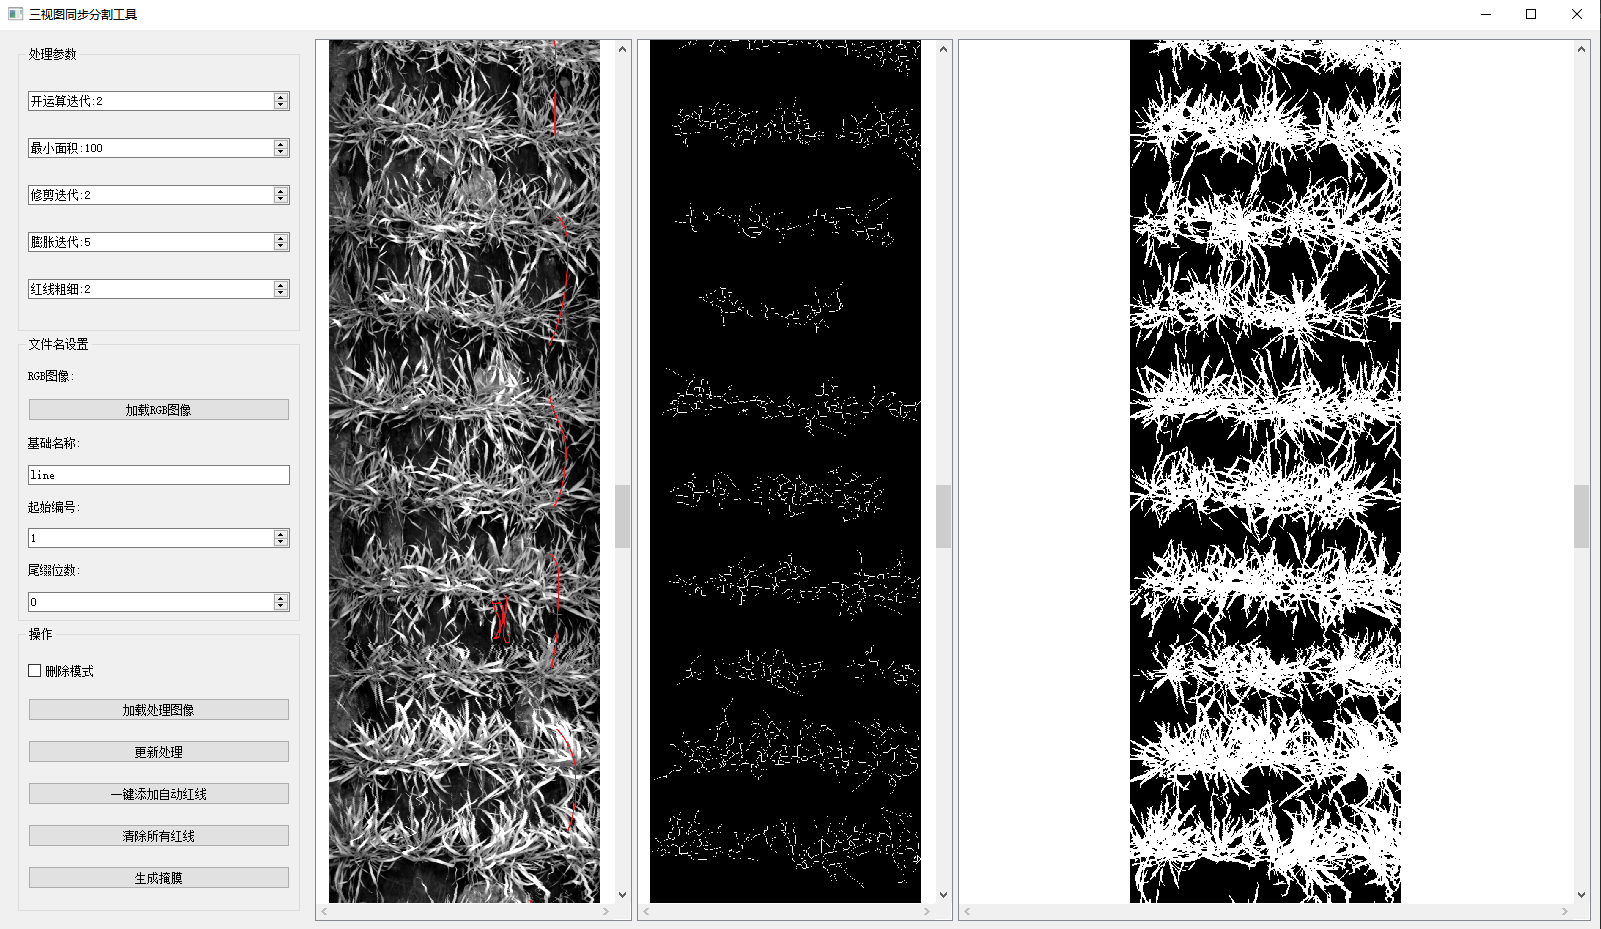 三视图同步分割工具
处理参数
开运算迭代:2
最小面积:100
修剪迭代:2
膨胀迭代:5
红线粗细:2
文件名设置
RGB图像:
加载RGB图像
基础名称:
line
起始编号:
1
尾缀位数:
0
操作
删除模式
加载处理图像
更新处理
一键添加自动红线
清除所有红线
生成掩膜